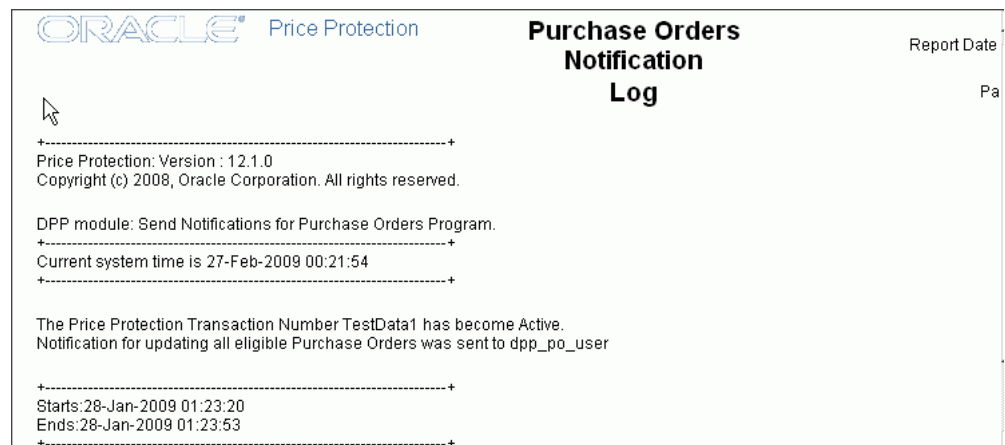 ORACLE Price Protection
Purchase Orders
Notification
Log
Report Date
Pa
+-----------------------------------------------------------------------------+
Price Protection: Version : 12.1.0
Copyright (c) 2008, Oracle Corporation. All rights reserved.
DPP module: Send Notifications for Purchase Orders Program.
+-----------------------------------------------------------------------------+
Current system time is 27-Feb-2009 00:21:54
+-----------------------------------------------------------------------------+
The Price Protection Transaction Number TestData1 has become Active.
Notification for updating all eligible Purchase Orders was sent to dpp_po_user
+-----------------------------------------------------------------------------+
Starts:28-Jan-2009 01:23:20
Ends:28-Jan-2009 01:23:53
+-----------------------------------------------------------------------------+